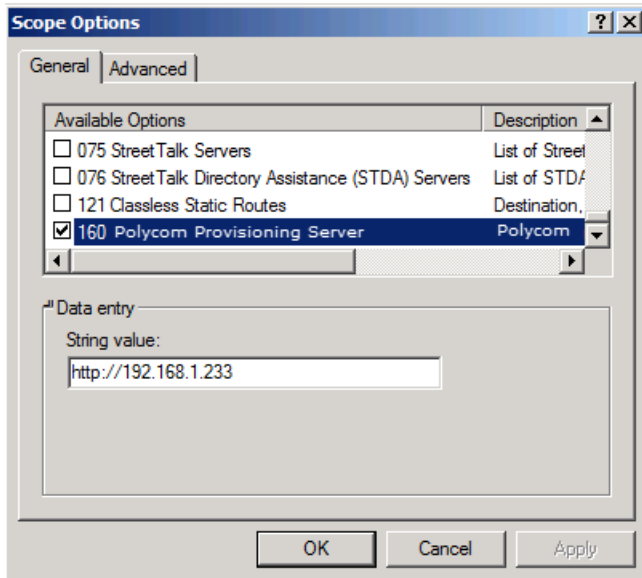 Scope Options
General Advanced
Available Options Description
075 StreetTalk Servers List of Street
076 StreetTalk Directory Assistance (STDA) Servers List of STDA
121 Classless Static Routes Destination,
160 Polycom Provisioning Server Polycom
Data entry
String value:
http://192.168.1.233
OK Cancel Apply